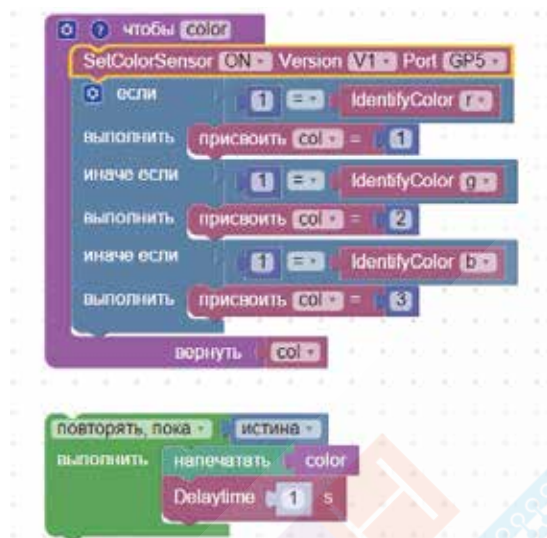 чтобы color
SetColorSensor ON Version V1 Port GP5
если 1 = IdentifyColor r
выполнить присвоить col = 1
иначе если 1 = IdentifyColor g
выполнить присвоить col = 2
иначе если 1 = IdentifyColor b
выполнить присвоить col = 3
вернуть col
повторять, пока истина
выполнить напечатать color
Delaytime 1 s